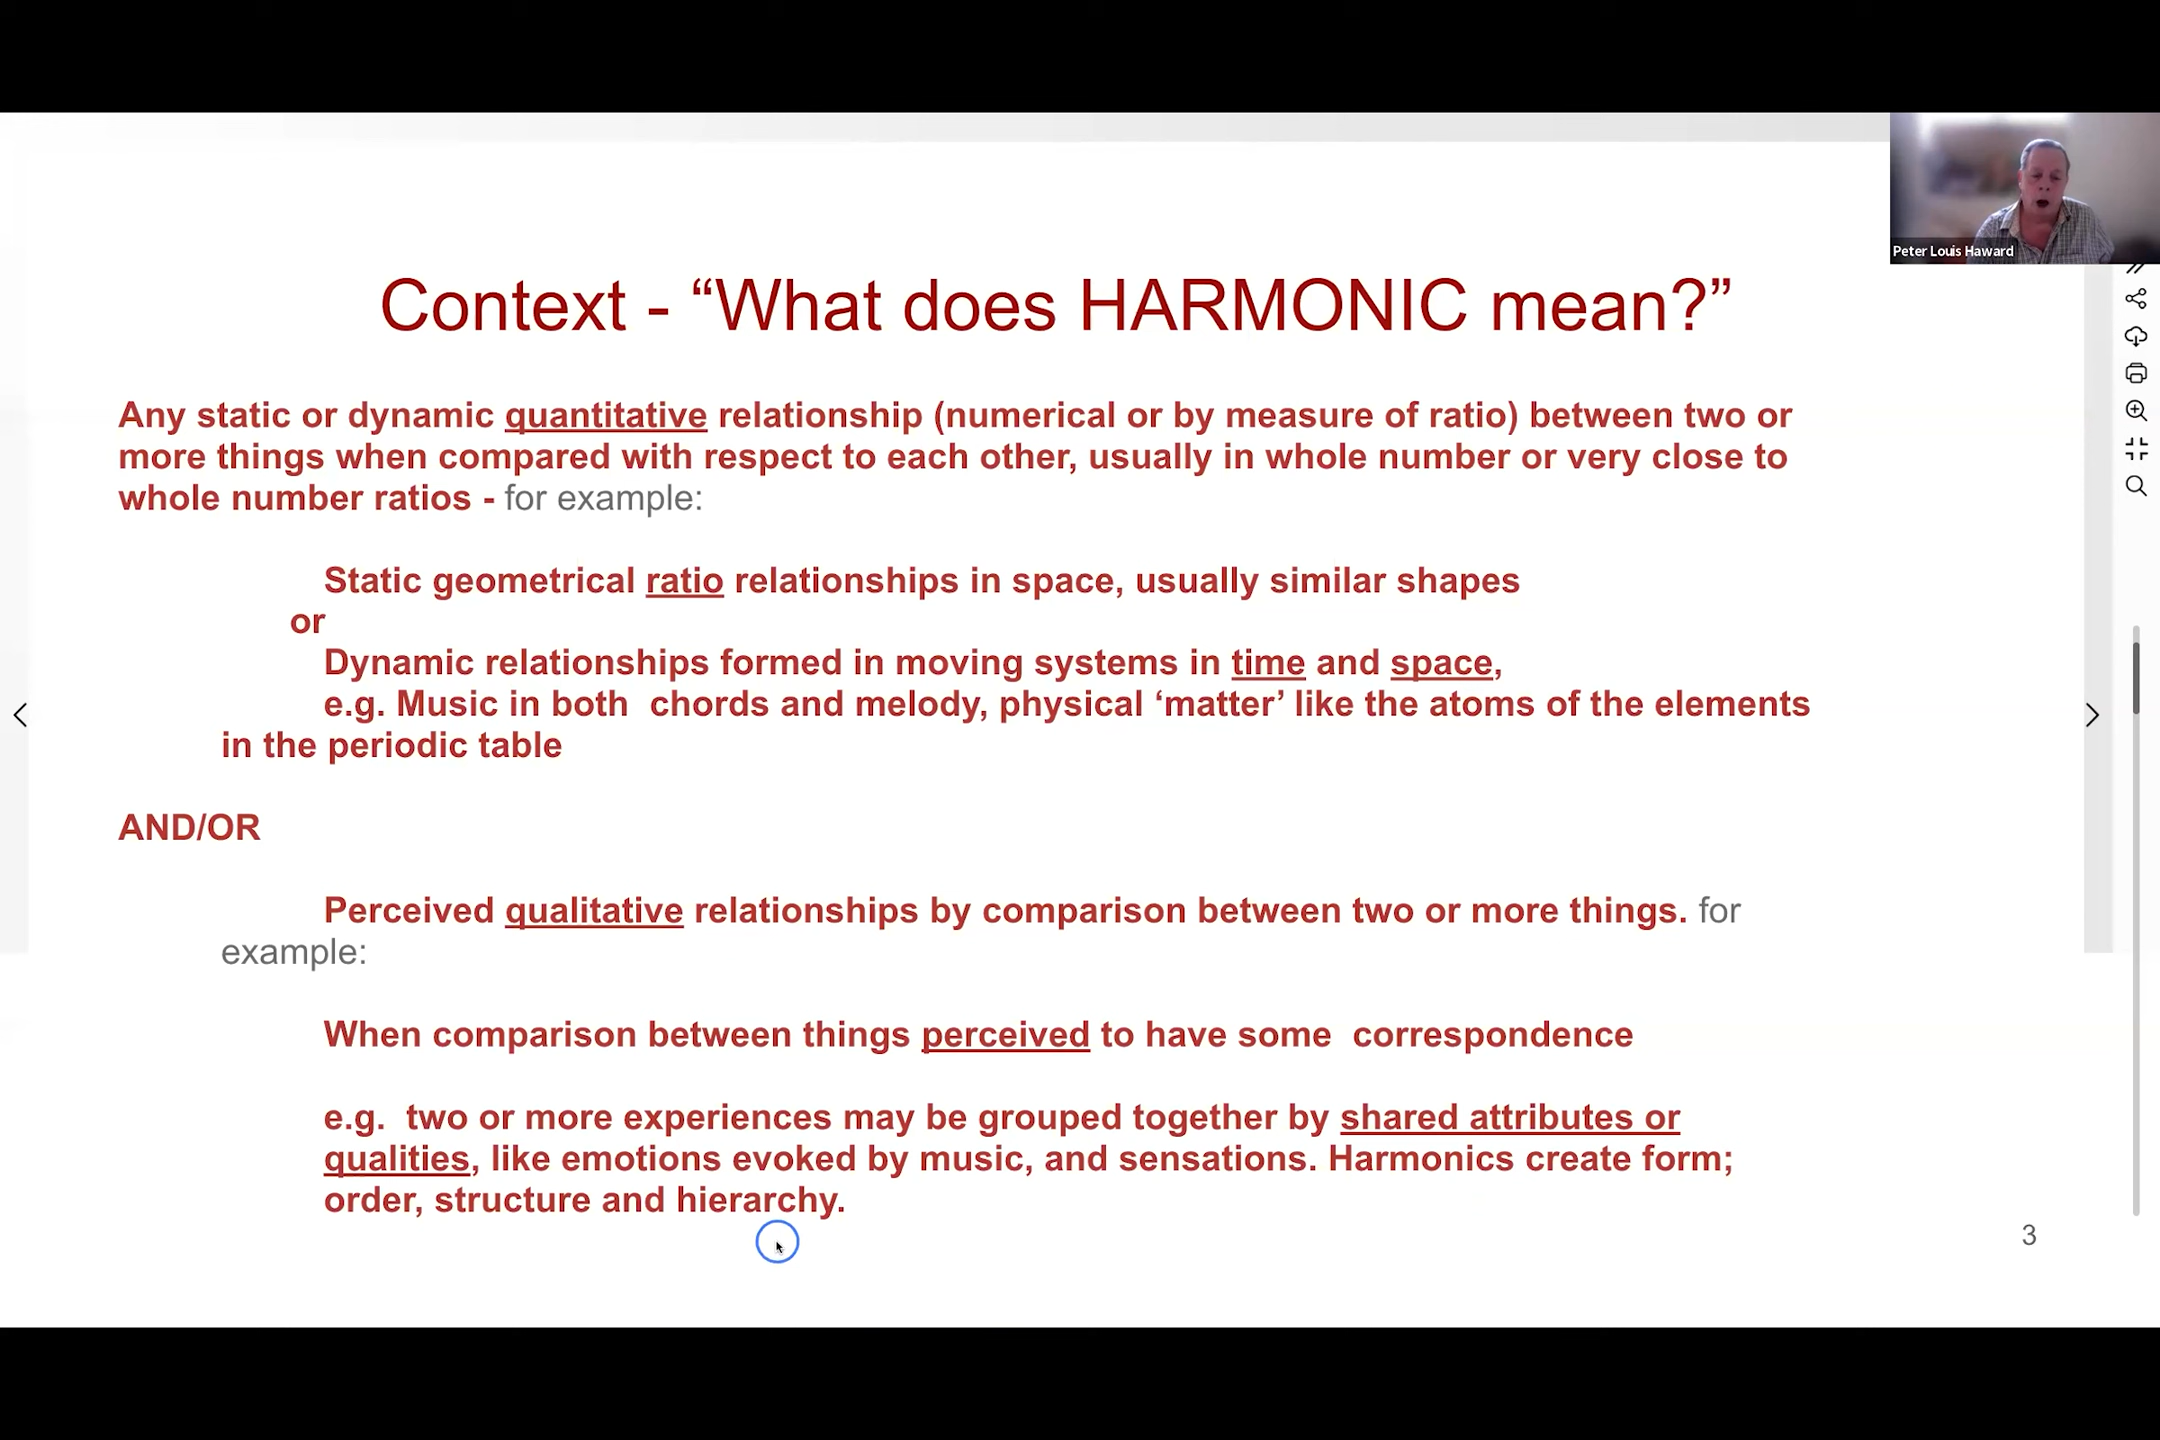 Peter Louis Haward
Context - “What does HARMONIC mean?”
Any static or dynamic quantitative relationship (numerical or by measure of ratio) between two or
more things when compared with respect to each other, usually in whole number or very close to
whole number ratios - for example:
Static geometrical ratio relationships in space, usually similar shapes
or
Dynamic relationships formed in moving systems in time and space,
e.g. Music in both  chords and melody, physical ‘matter’ like the atoms of the elements
in the periodic table
AND/OR
Perceived qualitative relationships by comparison between two or more things. for
example:
When comparison between things perceived to have some  correspondence
e.g.  two or more experiences may be grouped together by shared attributes or
qualities, like emotions evoked by music, and sensations. Harmonics create form;
order, structure and hierarchy.
3